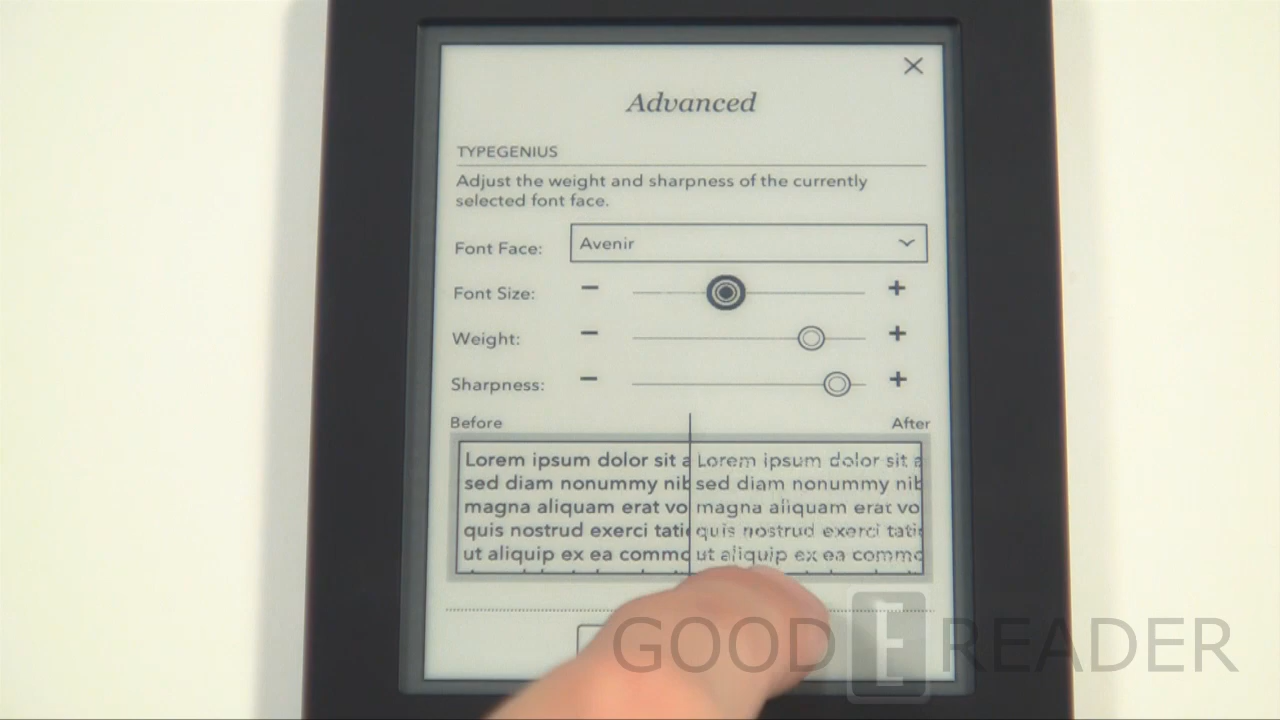 Advanced
TYPEGENIUS
Adjust the weight and sharpness of the currently
selected font face.
Font Face: Avenir
Font Size: − +
Weight: − +
Sharpness: − +
Before After
Lorem ipsum dolor sit a Lorem ipsum dolor sit a
sed diam nonummy nib sed diam nonummy nib
magna aliquam erat vo magna aliquam erat vo
quis nostrud exerci tatio quis nostrud exerci tatio
ut aliquip ex ea commo ut aliquip ex ea commo
GOOD E READER